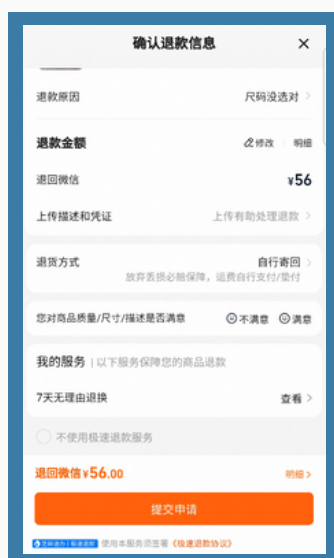 确认退款信息 ×
退款原因 尺码没选对 >
退款金额 修改 明细
退回微信 ¥56
上传描述和凭证 上传有助处理退款 >
退货方式 自行寄回 >
放弃丢损必赔保障，运费自行支付/垫付
您对商品质量/尺寸/描述是否满意 不满意 满意
我的服务 | 以下服务保障您的商品退款
7天无理由退换 查看 >
不使用极速退款服务
退回微信 ¥56.00 明细 >
提交申请
使用本服务须签署《极速退款协议》